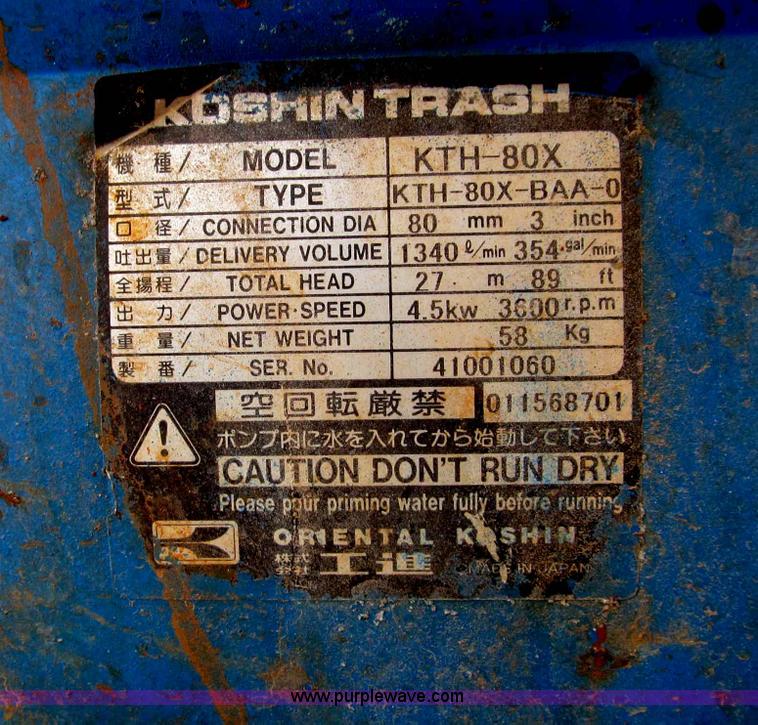 KOSHIN TRASH
機 種 / MODEL KTH-80X
型 式 / TYPE KTH-80X-BAA-0
口 径 / CONNECTION DIA 80 mm 3 inch
吐出量 / DELIVERY VOLUME 1340 ℓ/min 354 gal/min
全揚程 / TOTAL HEAD 27 m 89 ft
出 力 / POWER·SPEED 4.5kw 3600 r.p.m
重 量 / NET WEIGHT 58 Kg
製 番 / SER. No. 41001060
空回転厳禁 011568701
ポンプ内に水を入れてから始動して下さい
CAUTION DON'T RUN DRY
Please pour priming water fully before running
ORIENTAL KOSHIN
株式会社 工進 MADE IN JAPAN
www.purplewave.com